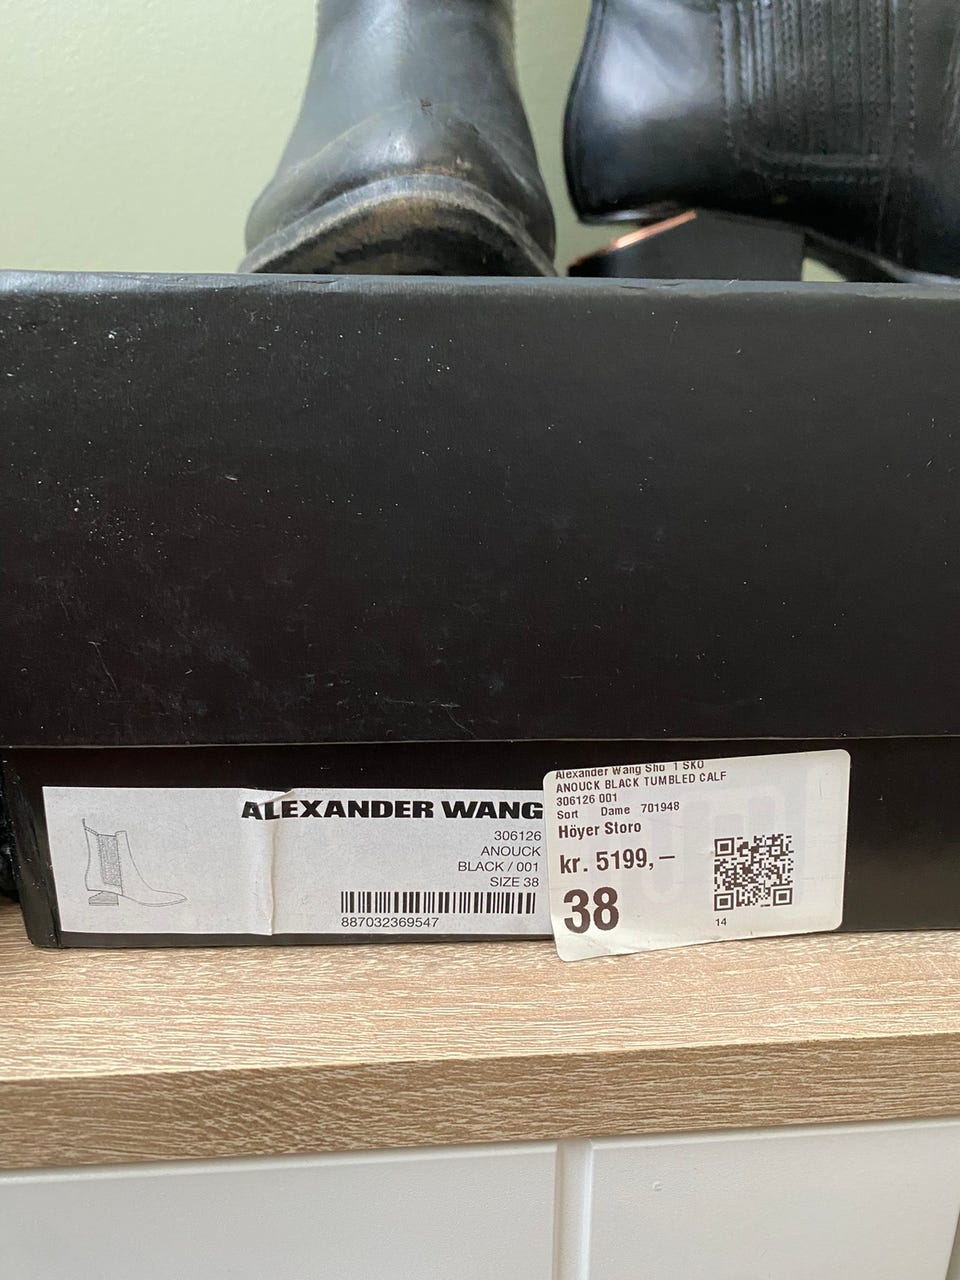 ALEXANDER WANG
306126
ANOUCK
BLACK / 001
SIZE 38
887032369547
Alexander Wang Sho 1 SKO
ANOUCK BLACK TUMBLED CALF
306126 001
Sort Dame 701948
Höyer Storo
kr. 5199,–
38
14